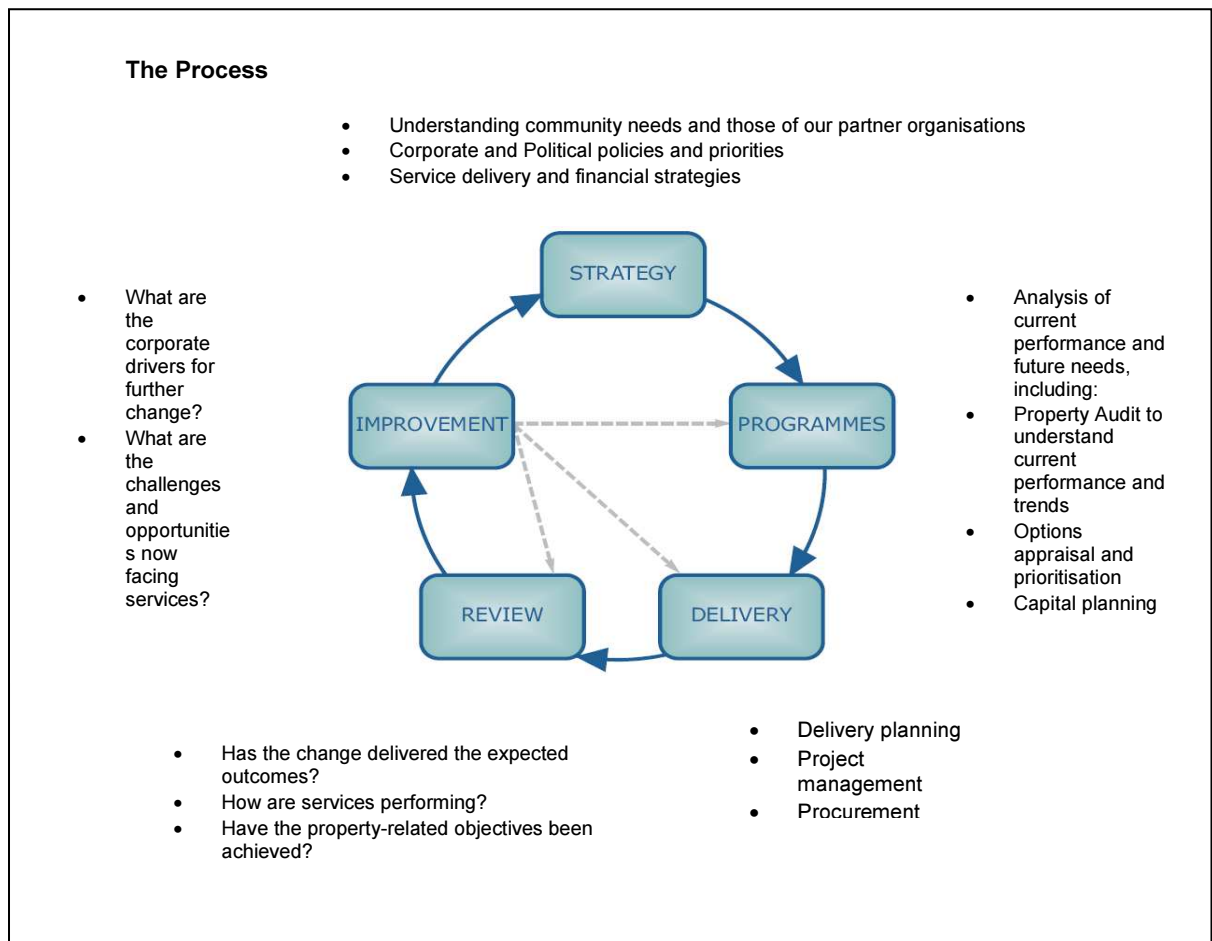 The Process
• Understanding community needs and those of our partner organisations
• Corporate and Political policies and priorities
• Service delivery and financial strategies
STRATEGY
• What are
the
corporate
drivers for
further
change?
• What are
the
challenges
and
opportunitie
s now
facing
services?
• Analysis of
current
performance and
future needs,
including:
• Property Audit to
understand
current
performance and
trends
• Options
appraisal and
prioritisation
• Capital planning
IMPROVEMENT
PROGRAMMES
REVIEW
DELIVERY
• Has the change delivered the expected
outcomes?
• How are services performing?
• Have the property-related objectives been
achieved?
• Delivery planning
• Project
management
• Procurement